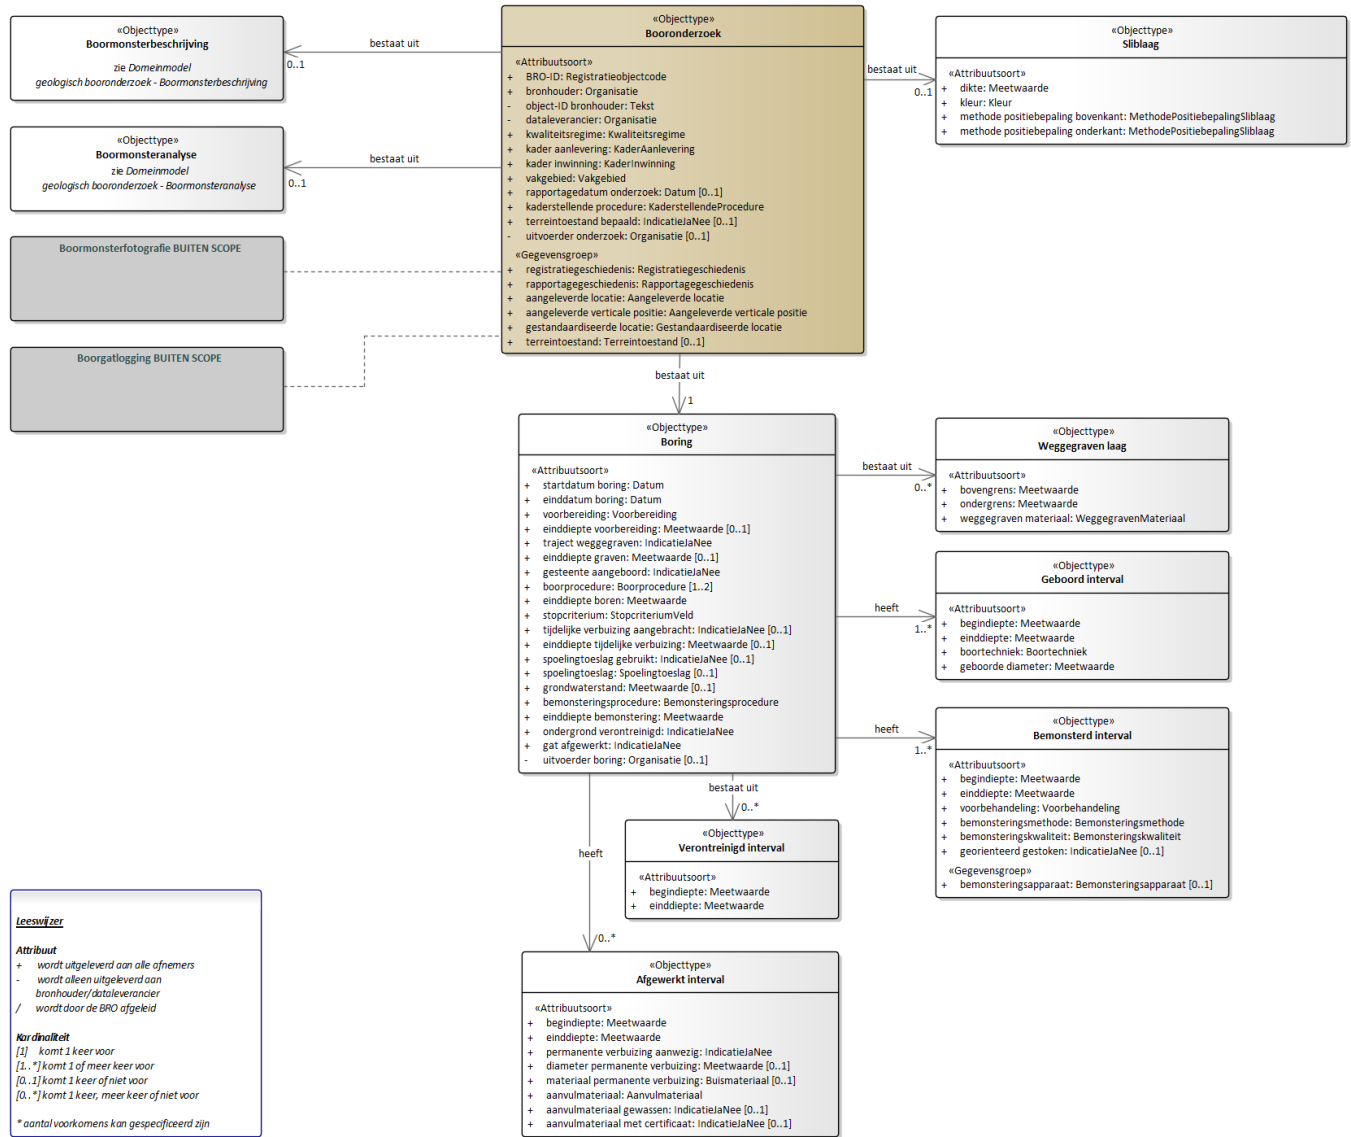 «Objecttype»
Boormonsterbeschrijving
zie Domeinmodel
geologisch booronderzoek - Boormonsterbeschrijving
bestaat uit
0..1
«Objecttype»
Boormonsteranalyse
zie Domeinmodel
geologisch booronderzoek - Boormonsteranalyse
bestaat uit
0..1
Boormonsterfotografie BUITEN SCOPE
Boorgatlogging BUITEN SCOPE
«Objecttype»
Booronderzoek
«Attribuutsoort»
+ BRO-ID: Registratieobjectcode
+ bronhouder: Organisatie
- object-ID bronhouder: Tekst
- dataleverancier: Organisatie
+ kwaliteitsregime: Kwaliteitsregime
+ kader aanlevering: KaderAanlevering
+ kader inwinning: KaderInwinning
+ vakgebied: Vakgebied
+ rapportagedatum onderzoek: Datum [0..1]
+ kaderstellende procedure: KaderstellendeProcedure
+ terreintoestand bepaald: IndicatieJaNee [0..1]
- uitvoerder onderzoek: Organisatie [0..1]
«Gegevensgroep»
+ registratiegeschiedenis: Registratiegeschiedenis
+ rapportagegeschiedenis: Rapportagegeschiedenis
+ aangeleverde locatie: Aangeleverde locatie
+ aangeleverde verticale positie: Aangeleverde verticale positie
+ gestandaardiseerde locatie: Gestandaardiseerde locatie
+ terreintoestand: Terreintoestand [0..1]
bestaat uit
0..1
«Objecttype»
Sliblaag
«Attribuutsoort»
+ dikte: Meetwaarde
+ kleur: Kleur
+ methode positiebepaling bovenkant: MethodePositiebepalingSliblaag
+ methode positiebepaling onderkant: MethodePositiebepalingSliblaag
bestaat uit
1
«Objecttype»
Boring
«Attribuutsoort»
+ startdatum boring: Datum
+ einddatum boring: Datum
+ voorbereiding: Voorbereiding
+ einddiepte voorbereiding: Meetwaarde [0..1]
+ traject weggegraven: IndicatieJaNee
+ einddiepte graven: Meetwaarde [0..1]
+ gesteente aangeboord: IndicatieJaNee
+ boorprocedure: Boorprocedure [1..2]
+ einddiepte boren: Meetwaarde
+ stopcriterium: StopcriteriumVeld
+ tijdelijke verbuizing aangebracht: IndicatieJaNee [0..1]
+ einddiepte tijdelijke verbuizing: Meetwaarde [0..1]
+ spoelingtoeslag gebruikt: IndicatieJaNee [0..1]
+ spoelingtoeslag: Spoelingtoeslag [0..1]
+ grondwaterstand: Meetwaarde [0..1]
+ bemonsteringsprocedure: Bemonsteringsprocedure
+ einddiepte bemonstering: Meetwaarde
+ ondergrond verontreinigd: IndicatieJaNee
+ gat afgewerkt: IndicatieJaNee
- uitvoerder boring: Organisatie [0..1]
bestaat uit
0..*
«Objecttype»
Weggegraven laag
«Attribuutsoort»
+ bovengrens: Meetwaarde
+ ondergrens: Meetwaarde
+ weggegraven materiaal: WeggegravenMateriaal
heeft
1..*
«Objecttype»
Geboord interval
«Attribuutsoort»
+ begindiepte: Meetwaarde
+ einddiepte: Meetwaarde
+ boortechniek: Boortechniek
+ geboorde diameter: Meetwaarde
heeft
1..*
«Objecttype»
Bemonsterd interval
«Attribuutsoort»
+ begindiepte: Meetwaarde
+ einddiepte: Meetwaarde
+ voorbehandeling: Voorbehandeling
+ bemonsteringsmethode: Bemonsteringsmethode
+ bemonsteringskwaliteit: Bemonsteringskwaliteit
+ georienteerd gestoken: IndicatieJaNee [0..1]
«Gegevensgroep»
+ bemonsteringsapparaat: Bemonsteringsapparaat [0..1]
bestaat uit
0..*
«Objecttype»
Verontreinigd interval
«Attribuutsoort»
+ begindiepte: Meetwaarde
+ einddiepte: Meetwaarde
heeft
0..*
«Objecttype»
Afgewerkt interval
«Attribuutsoort»
+ begindiepte: Meetwaarde
+ einddiepte: Meetwaarde
+ permanente verbuizing aanwezig: IndicatieJaNee
+ diameter permanente verbuizing: Meetwaarde [0..1]
+ materiaal permanente verbuizing: Buismateriaal [0..1]
+ aanvulmateriaal: Aanvulmateriaal
+ aanvulmateriaal gewassen: IndicatieJaNee [0..1]
+ aanvulmateriaal met certificaat: IndicatieJaNee [0..1]
Leeswijzer
Attribuut
+ wordt uitgeleverd aan alle afnemers
- wordt alleen uitgeleverd aan
bronhouder/dataleverancier
/ wordt door de BRO afgeleid
Kardinaliteit
[1] komt 1 keer voor
[1..*] komt 1 of meer keer voor
[0..1] komt 1 keer of niet voor
[0..*] komt 1 keer, meer keer of niet voor
* aantal voorkomens kan gespecificeerd zijn